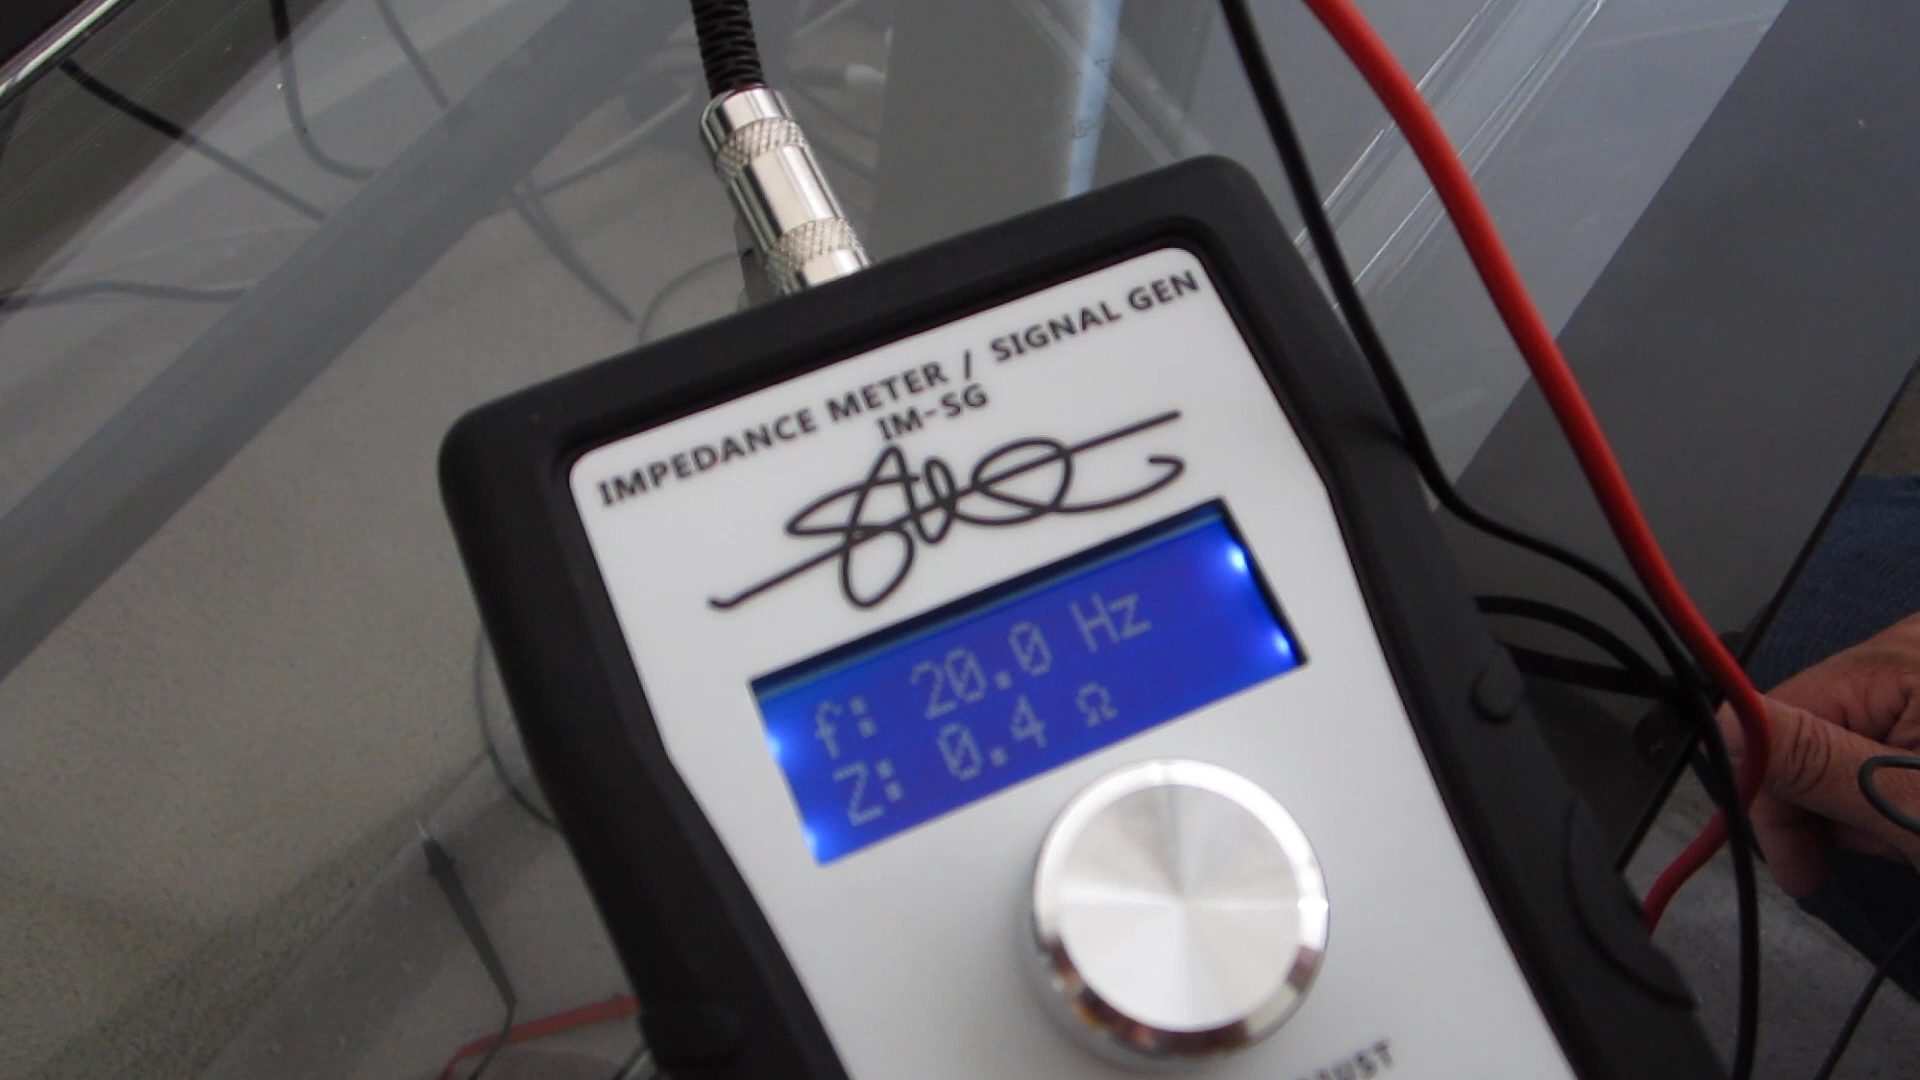 IMPEDANCE METER / SIGNAL GEN
IM-SG
f: 20.0 Hz
Z: 0.4 Ω